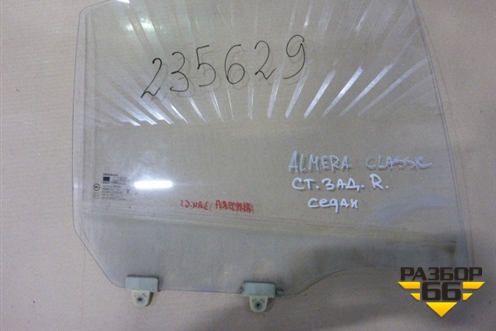 235629
ALMERA CLASSIC
СТ. ЗАД. R.
седан
РАЗБОР
66